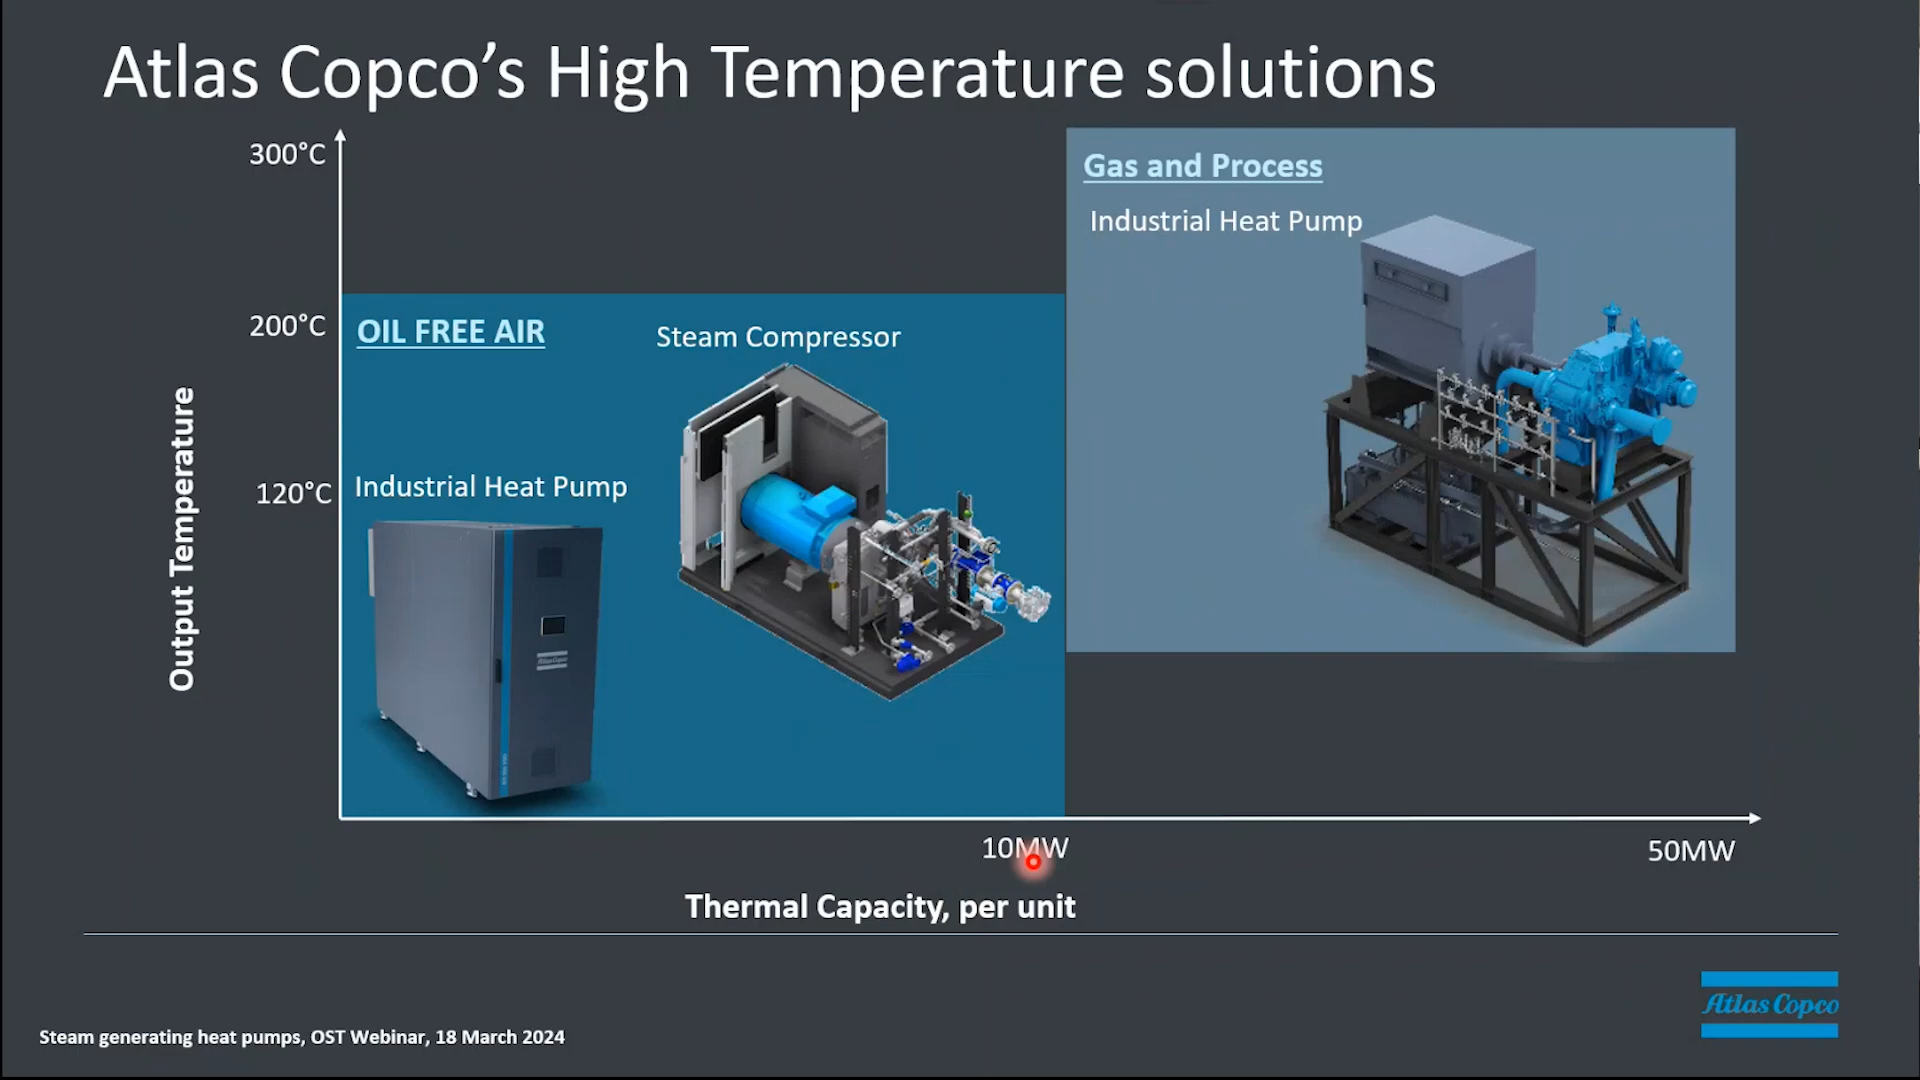 Atlas Copco’s High Temperature solutions
300°C
200°C
120°C
Output Temperature
OIL FREE AIR
Steam Compressor
Industrial Heat Pump
Atlas Copco
Gas and Process
Industrial Heat Pump
10MW
50MW
Thermal Capacity, per unit
Steam generating heat pumps, OST Webinar, 18 March 2024
Atlas Copco